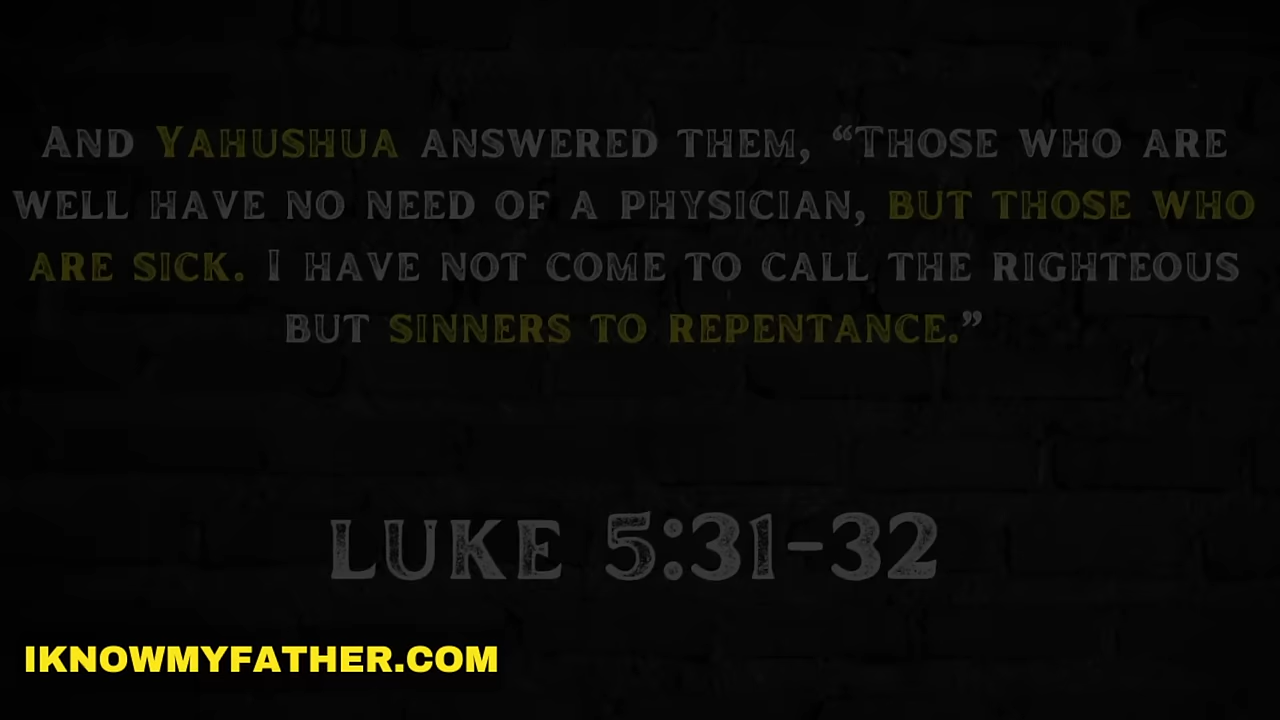 And Yahushua answered them, “Those who are
well have no need of a physician, but those who
are sick. I have not come to call the righteous
but sinners to repentance.”
Luke 5:31-32
IKNOWMYFATHER.COM